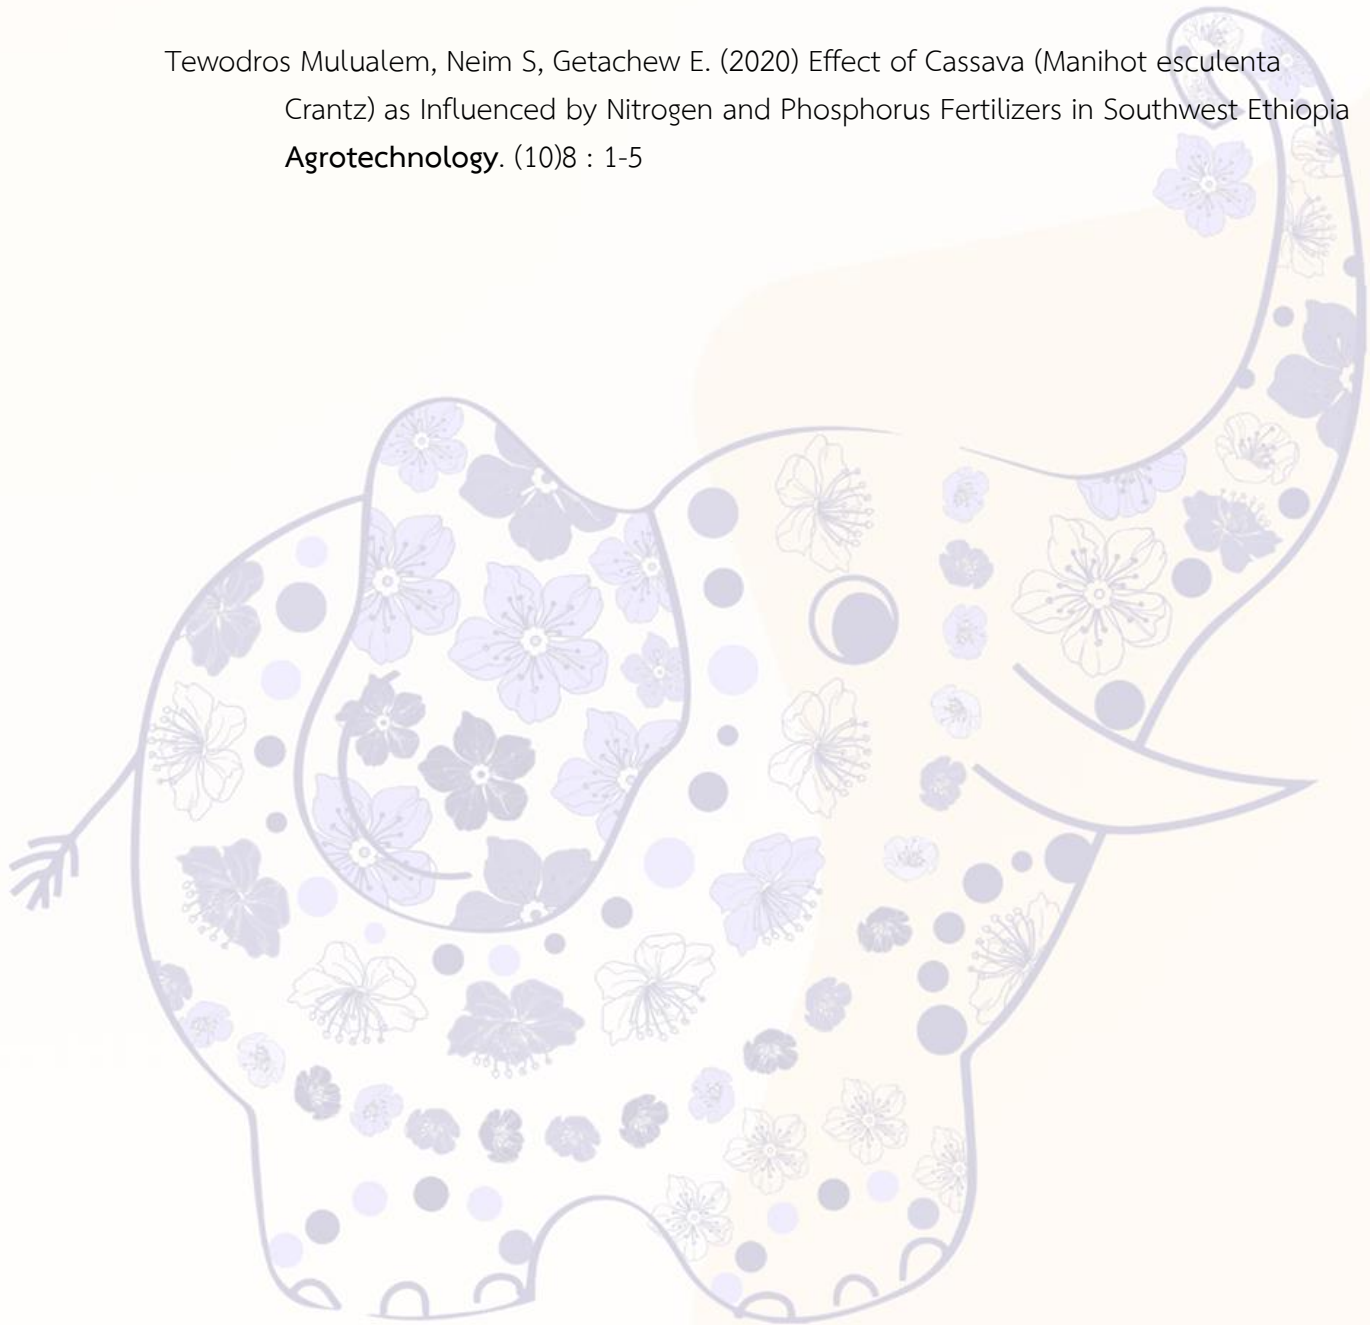 Tewodros Mulualem, Neim S, Getachew E. (2020) Effect of Cassava (Manihot esculenta
Crantz) as Influenced by Nitrogen and Phosphorus Fertilizers in Southwest Ethiopia
Agrotechnology. (10)8 : 1-5